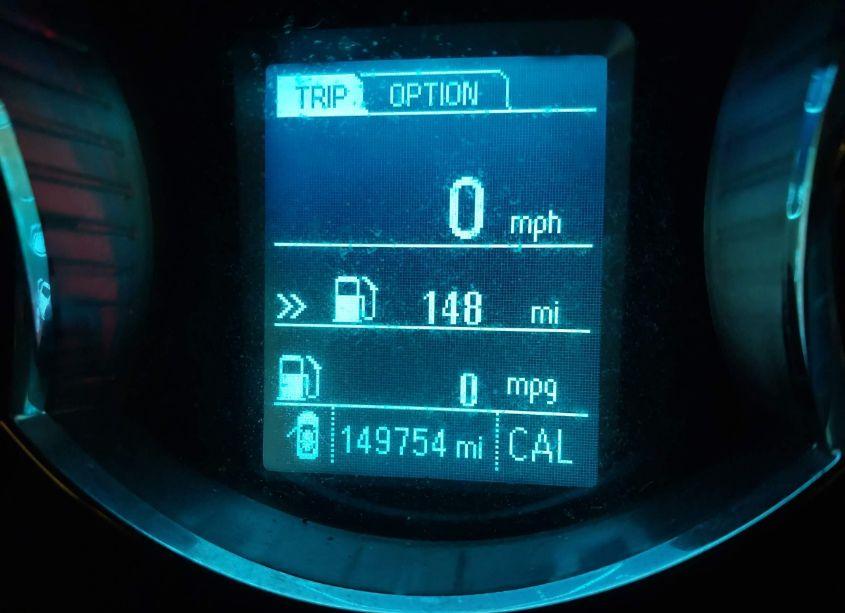 TRIP OPTION
0 mph
148 mi
0 mpg
149754 mi CAL